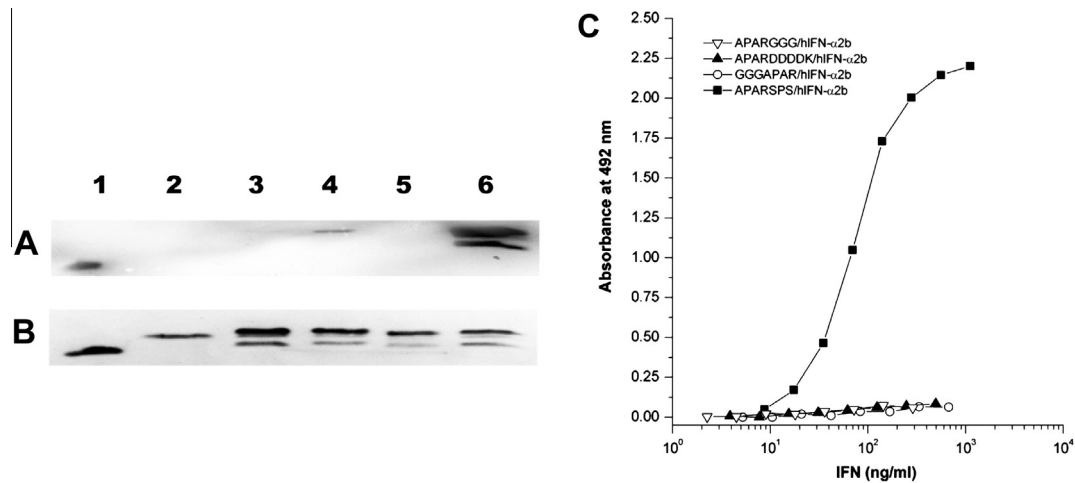 1 2 3 4 5 6
A
B
C
APARGGG/hIFN-α2b
APARDDDDK/hIFN-α2b
GGGAPAR/hIFN-α2b
APARSPS/hIFN-α2b
2.50
2.25
2.00
1.75
1.50
1.25
1.00
0.75
0.50
0.25
0.00
Absorbance at 492 nm
10⁰ 10¹ 10² 10³ 10⁴
IFN (ng/ml)